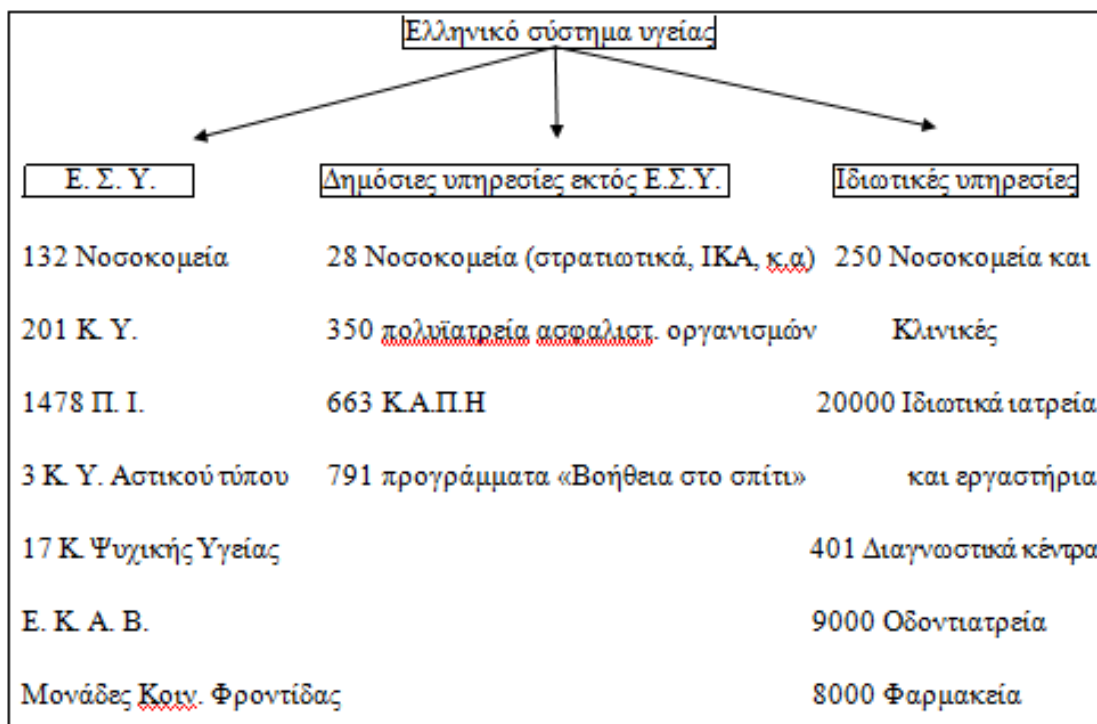 Ελληνικό σύστημα υγείας
Ε. Σ. Υ.
Δημόσιες υπηρεσίες εκτός Ε.Σ.Υ.
Ιδιωτικές υπηρεσίες
132 Νοσοκομεία
28 Νοσοκομεία (στρατιωτικά, ΙΚΑ, κ.α)
250 Νοσοκομεία και
201 Κ. Υ.
350 πολυϊατρεία ασφαλιστ. οργανισμών
Κλινικές
1478 Π. Ι.
663 Κ.Α.Π.Η
20000 Ιδιωτικά ιατρεία
3 Κ. Υ. Αστικού τύπου
791 προγράμματα «Βοήθεια στο σπίτι»
και εργαστήρια
17 Κ. Ψυχικής Υγείας
401 Διαγνωστικά κέντρα
Ε. Κ. Α. Β.
9000 Οδοντιατρεία
Μονάδες Κοιν. Φροντίδας
8000 Φαρμακεία